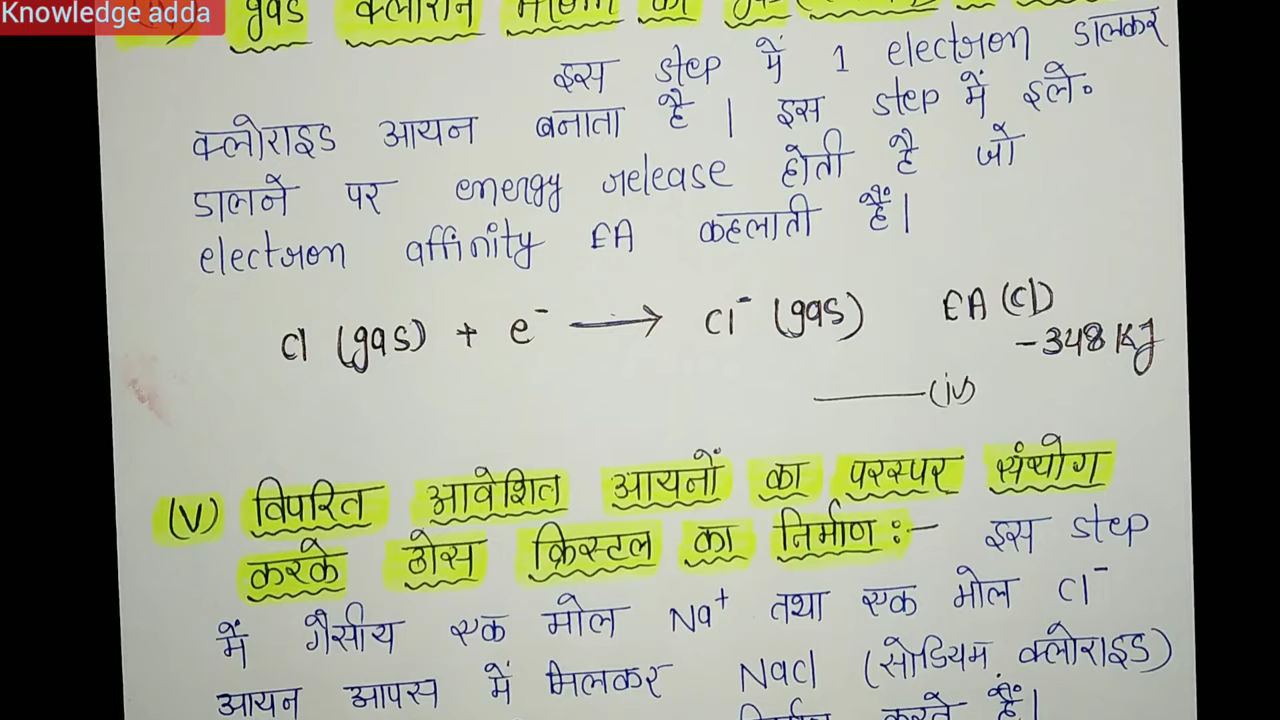 Knowledge adda
(iv) gas क्लोरीन
इस step में 1 electron डालकर
क्लोराइड आयन बनाता है | इस step में इले०
डालने पर energy release होती है जो
electron affinity EA कहलाती हैं|
Cl (gas) + e⁻ ⟶ Cl⁻ (gas) EA (Cl)
-348 KJ
——(iv)
(V) विपरित आवेशित आयनों का परस्पर संयोग
करके ठोस क्रिस्टल का निर्माण :- इस step
में गैसीय एक मोल Na⁺ तथा एक मोल Cl⁻
आयन आपस में मिलकर NaCl (सोडियम क्लोराइड)
करते हैं|